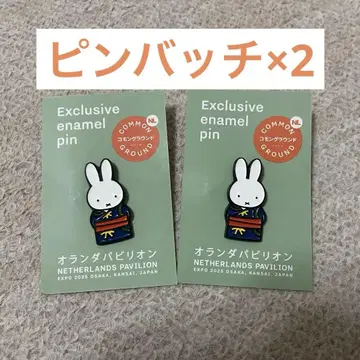 ピンバッチ×2
Exclusive
enamel
pin
COMMON
NL
コモングラウンド
GROUND
オランダパビリオン
NETHERLANDS PAVILION
EXPO 2025 OSAKA, KANSAI, JAPAN
Exclusive
enamel
pin
COMMON
NL
コモングラウンド
GROUND
オランダパビリオン
NETHERLANDS PAVILION
EXPO 2025 OSAKA, KANSAI, JAPAN